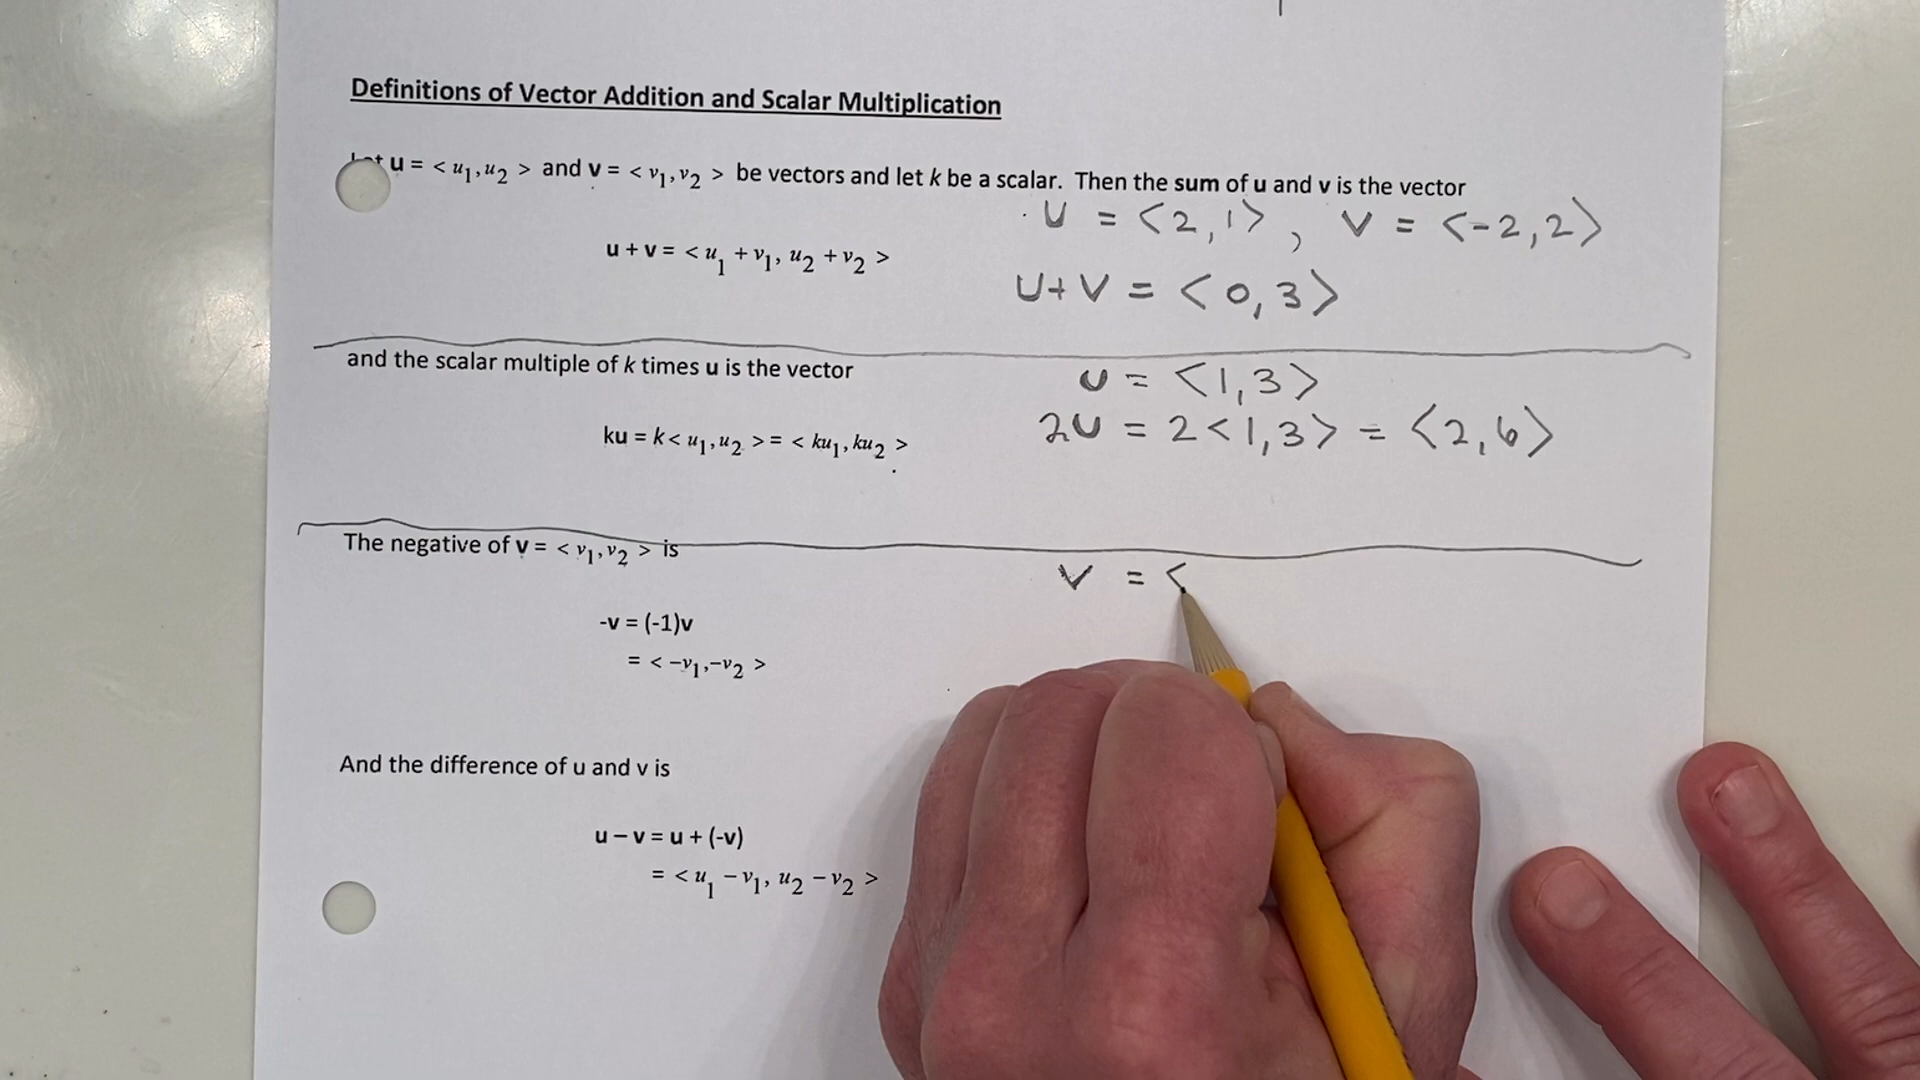 Definitions of Vector Addition and Scalar Multiplication
u = < u₁, u₂ > and v = < v₁, v₂ > be vectors and let k be a scalar. Then the sum of u and v is the vector
U = <2, 1> , V = <-2, 2>
u + v = < u₁ + v₁, u₂ + v₂ >
U+V = <0, 3>
and the scalar multiple of k times u is the vector
U = <1, 3>
ku = k< u₁, u₂ > = < ku₁, ku₂ >
2U = 2<1, 3> = <2, 6>
The negative of v = < v₁, v₂ > is
V = <
-v = (-1)v
= < −v₁, −v₂ >
And the difference of u and v is
u – v = u + (-v)
= < u₁ − v₁, u₂ − v₂ >